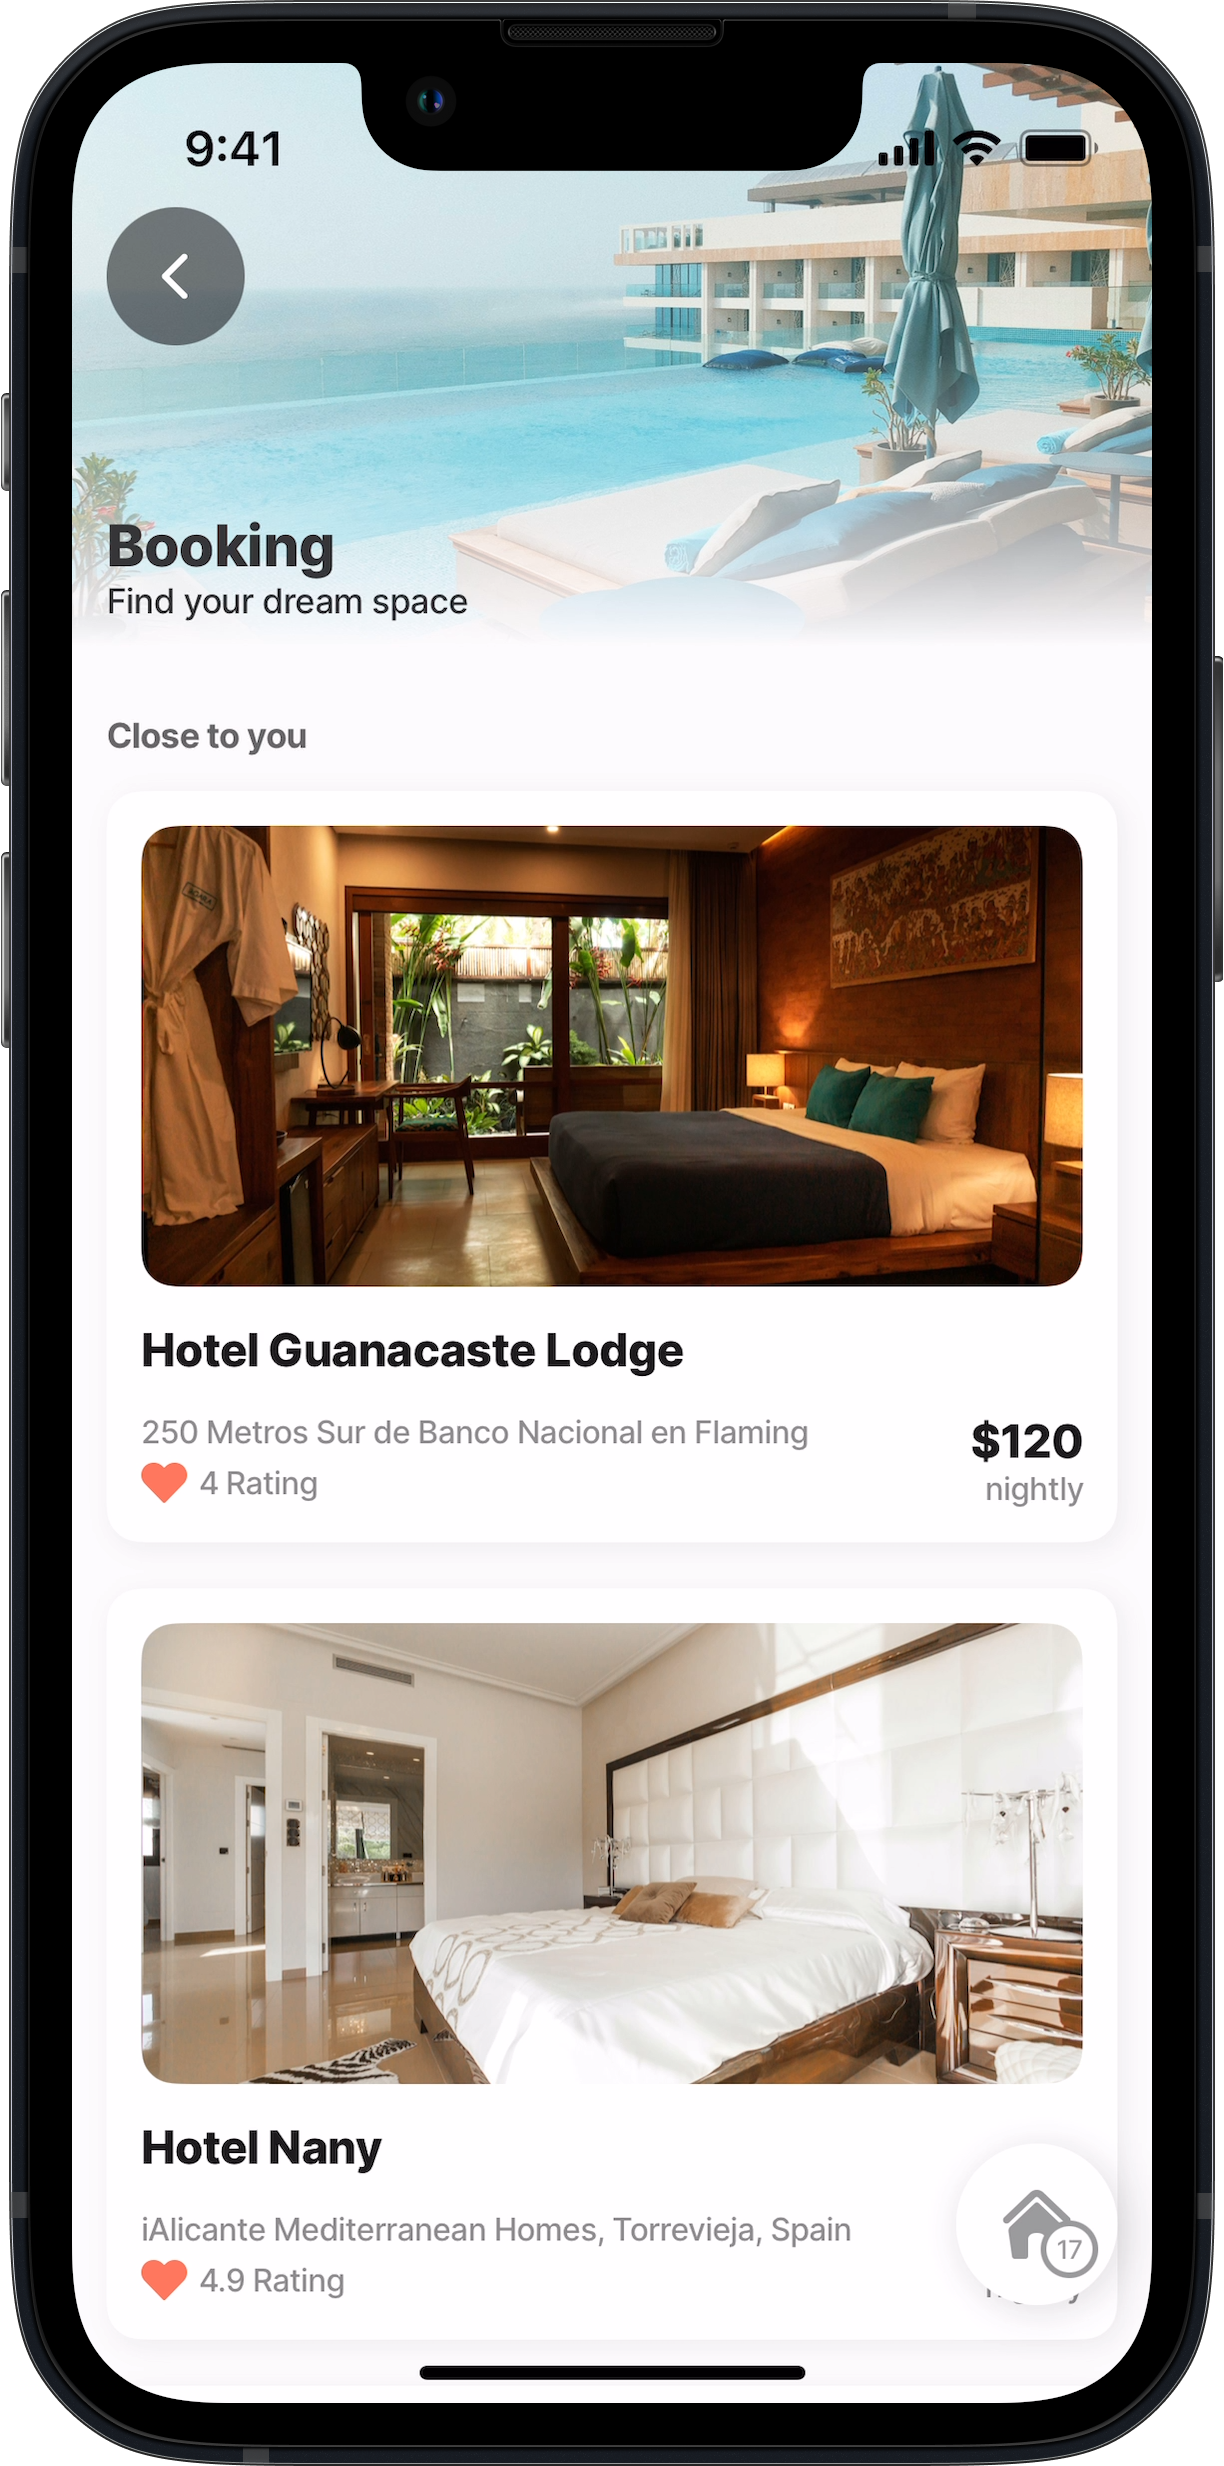 9:41
Booking
Find your dream space
Close to you
Hotel Guanacaste Lodge
250 Metros Sur de Banco Nacional en Flaming
$120
4 Rating
nightly
Hotel Nany
iAlicante Mediterranean Homes, Torrevieja, Spain
17
4.9 Rating